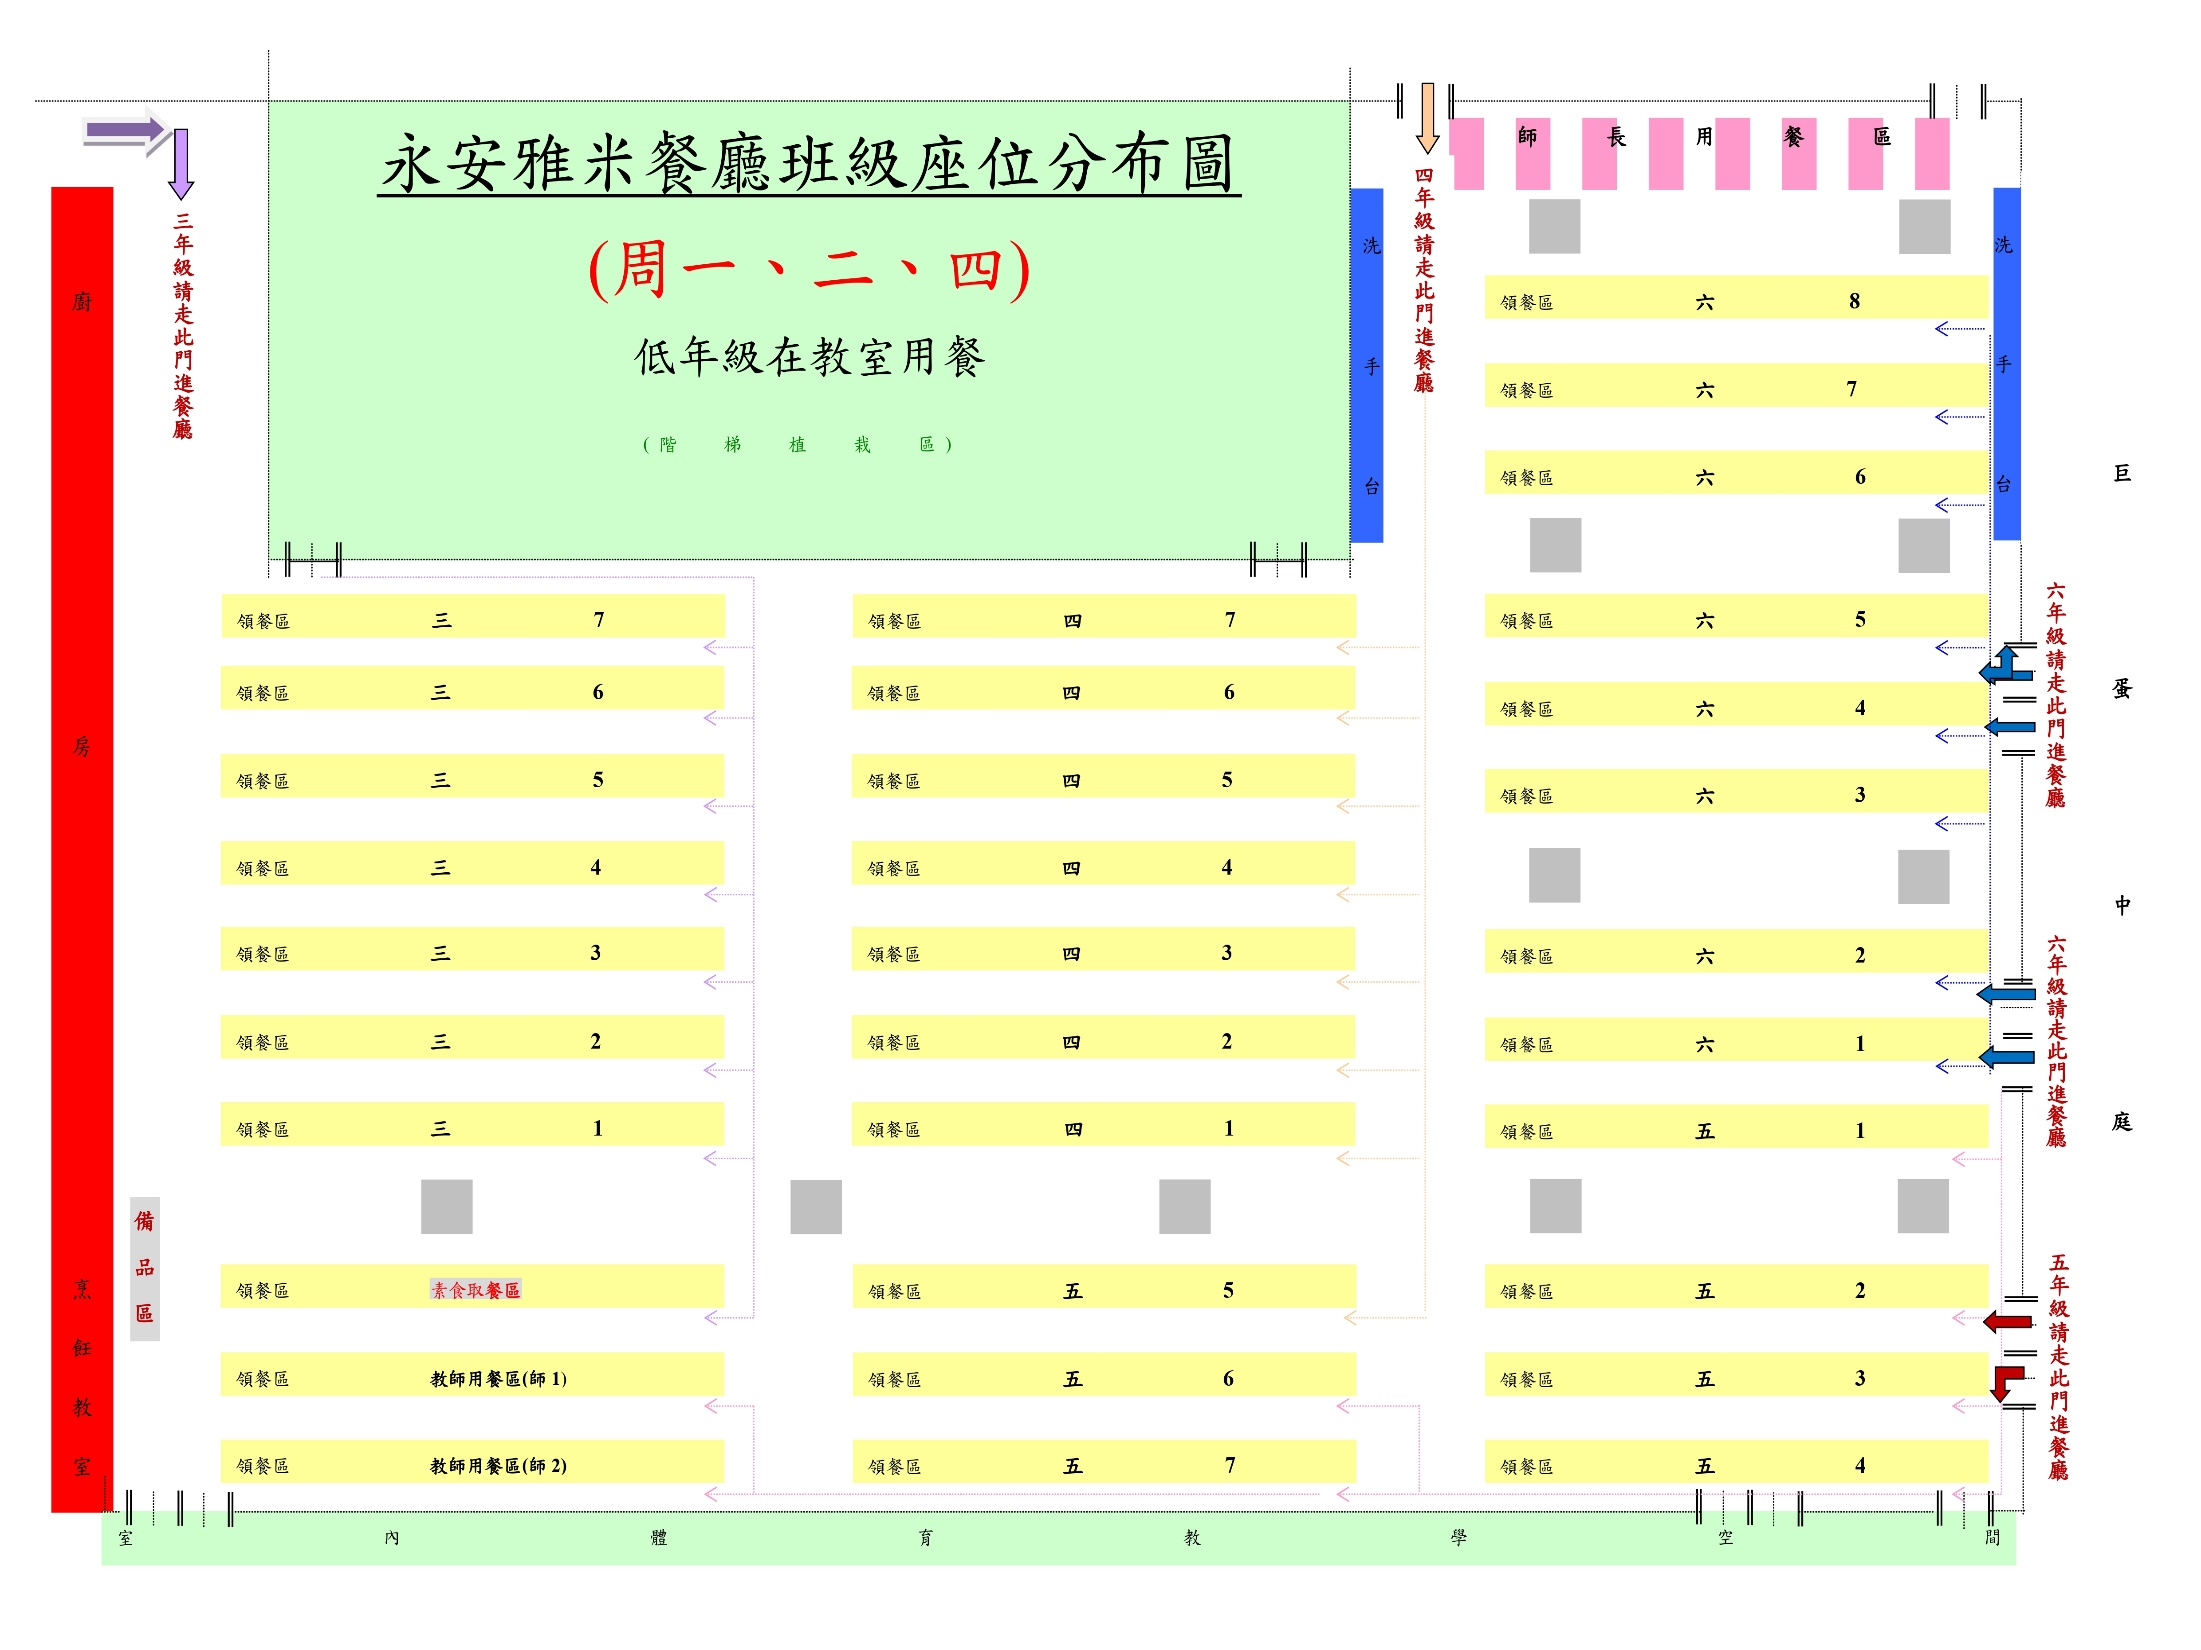 永安雅米餐廳班級座位分布圖
(周一、二、四)
低年級在教室用餐
(階梯植栽區)
三年級請走此門進餐廳
四年級請走此門進餐廳
師長用餐區
洗手台
洗手台
廚房
領餐區 六 8
領餐區 六 7
領餐區 六 6
領餐區 三 7
領餐區 四 7
領餐區 六 5
領餐區 三 6
領餐區 四 6
領餐區 六 4
領餐區 三 5
領餐區 四 5
領餐區 六 3
領餐區 三 4
領餐區 四 4
領餐區 三 3
領餐區 四 3
領餐區 六 2
領餐區 三 2
領餐區 四 2
領餐區 六 1
領餐區 三 1
領餐區 四 1
領餐區 五 1
領餐區 素食取餐區
領餐區 五 5
領餐區 五 2
領餐區 教師用餐區(師 1)
領餐區 五 6
領餐區 五 3
領餐區 教師用餐區(師 2)
領餐區 五 7
領餐區 五 4
備品區
烹飪教室
六年級請走此門進餐廳
六年級請走此門進餐廳
五年級請走此門進餐廳
巨蛋中庭
室內體育教學空間